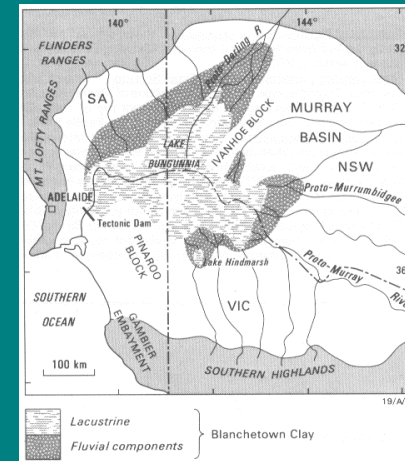 140°
144°
FLINDERS
RANGES
32
SA
Proto-Darling R
MT LOFTY RANGES
LAKE
BUNGUNNIA
IVANHOE BLOCK
MURRAY
BASIN
NSW
ADELAIDE
Proto-Murrumbidgee
Tectonic Dam
PINAROO
BLOCK
Lake Hindmarsh
Proto-Murray
36
SOUTHERN
OCEAN
VIC
GAMBIER
EMBAYMENT
100 km
SOUTHERN HIGHLANDS
19/A/
Lacustrine
Fluvial components
Blanchetown Clay